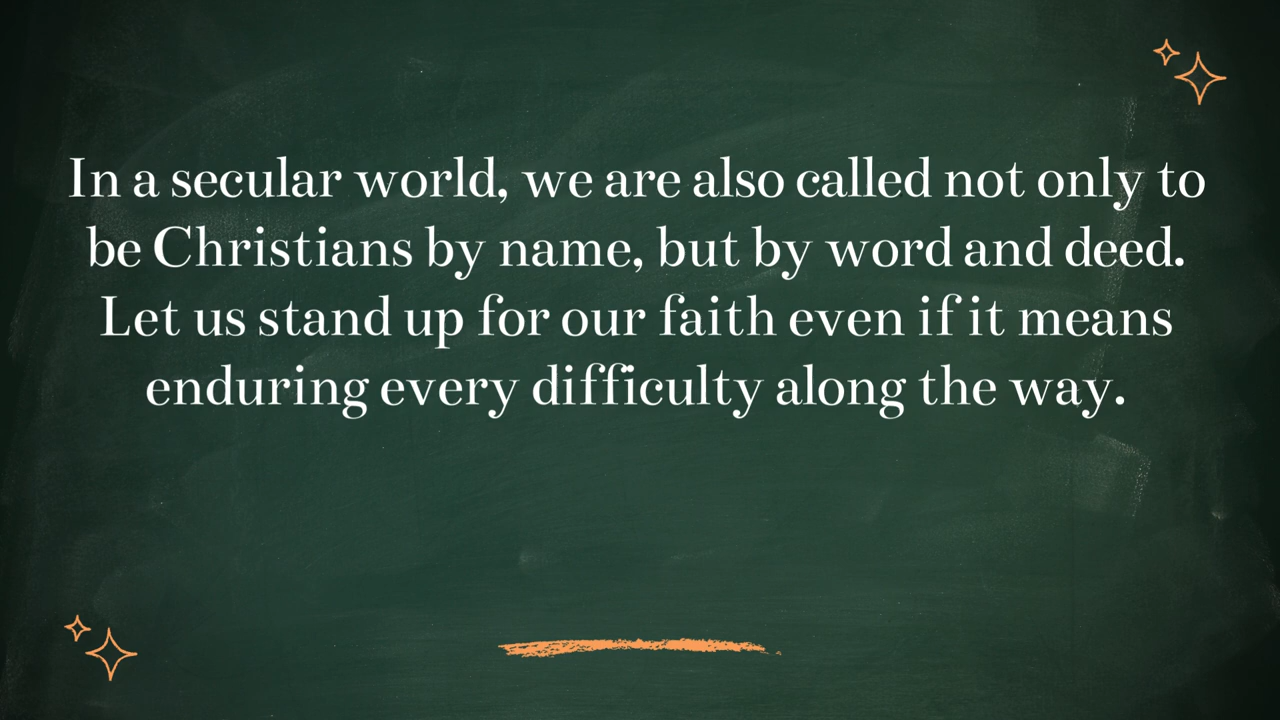 In a secular world, we are also called not only to
be Christians by name, but by word and deed.
Let us stand up for our faith even if it means
enduring every difficulty along the way.